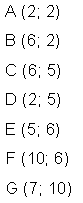 A (2; 2)
B (6; 2)
C (6; 5)
D (2; 5)
E (5; 6)
F (10; 6)
G (7; 10)